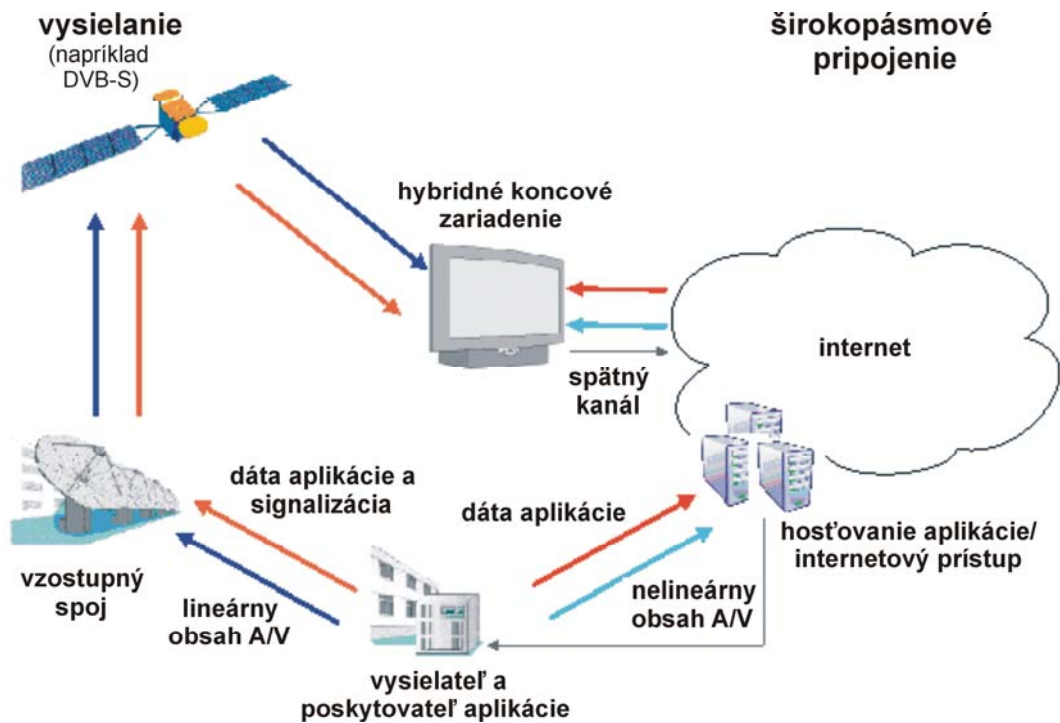 vysielanie
(napríklad
DVB-S)
širokopásmové
pripojenie
hybridné koncové
zariadenie
internet
spätný
kanál
dáta aplikácie a
signalizácia
dáta aplikácie
hosťovanie aplikácie/
internetový prístup
vzostupný
spoj
lineárny
obsah A/V
nelineárny
obsah A/V
vysielateľ a
poskytovateľ aplikácie